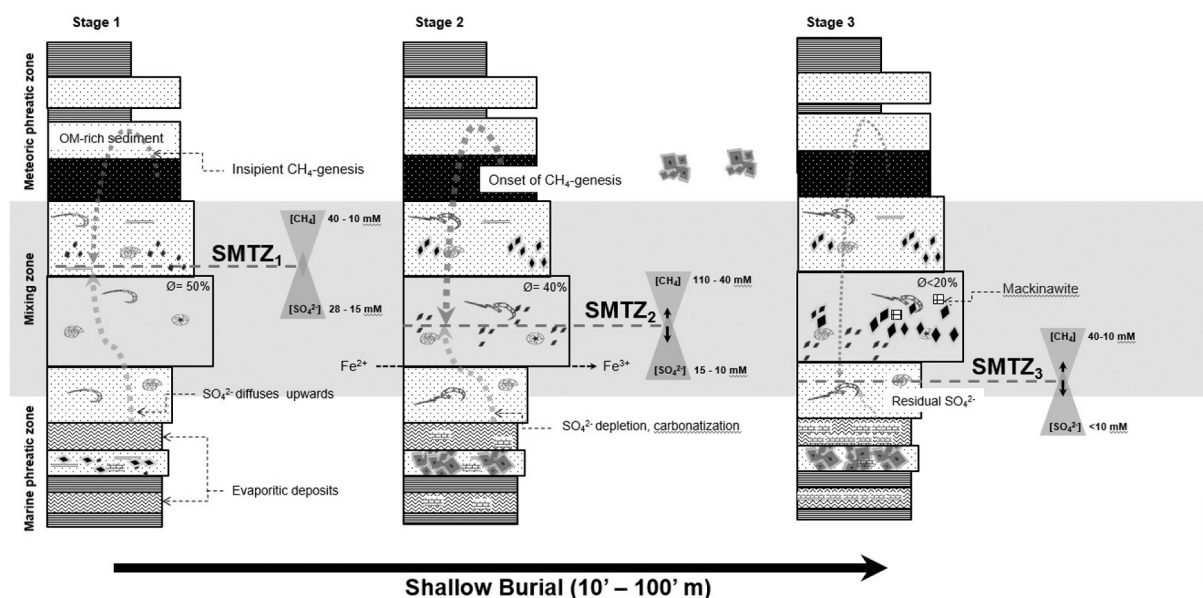 Stage 1
Stage 2
Stage 3
Meteoric phreatic zone
Mixing zone
Marine phreatic zone
OM-rich sediment
Insipient CH₄-genesis
[CH₄] 40 - 10 mM
SMTZ₁
Ø= 50%
[SO₄²⁻] 28 - 15 mM
SO₄²⁻ diffuses upwards
Evaporitic deposits
Onset of CH₄-genesis
Ø= 40%
[CH₄] 110 - 40 mM
SMTZ₂
Fe²⁺
Fe³⁺
[SO₄²⁻] 15 - 10 mM
SO₄²⁻ depletion, carbonatization
Ø<20%
Mackinawite
[CH₄] 40-10 mM
SMTZ₃
Residual SO₄²⁻
[SO₄²⁻] <10 mM
Shallow Burial (10’ – 100’ m)